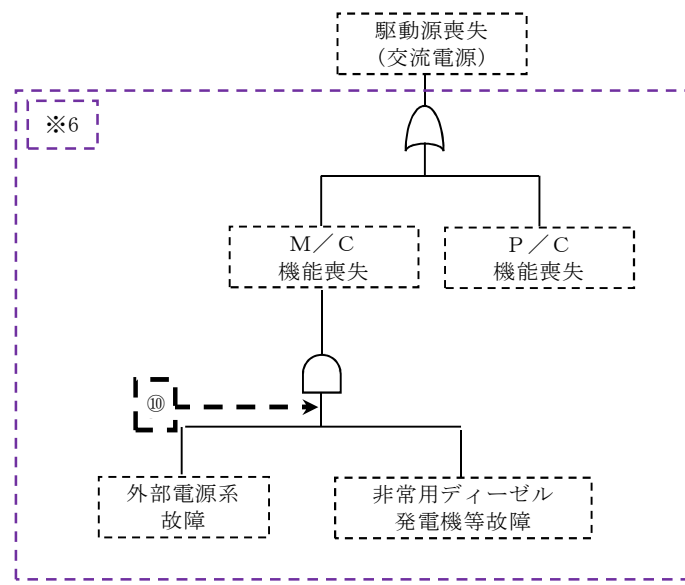 駆動源喪失
(交流電源)
※6
M／C
機能喪失
P／C
機能喪失
⑩
外部電源系
故障
非常用ディーゼル
発電機等故障